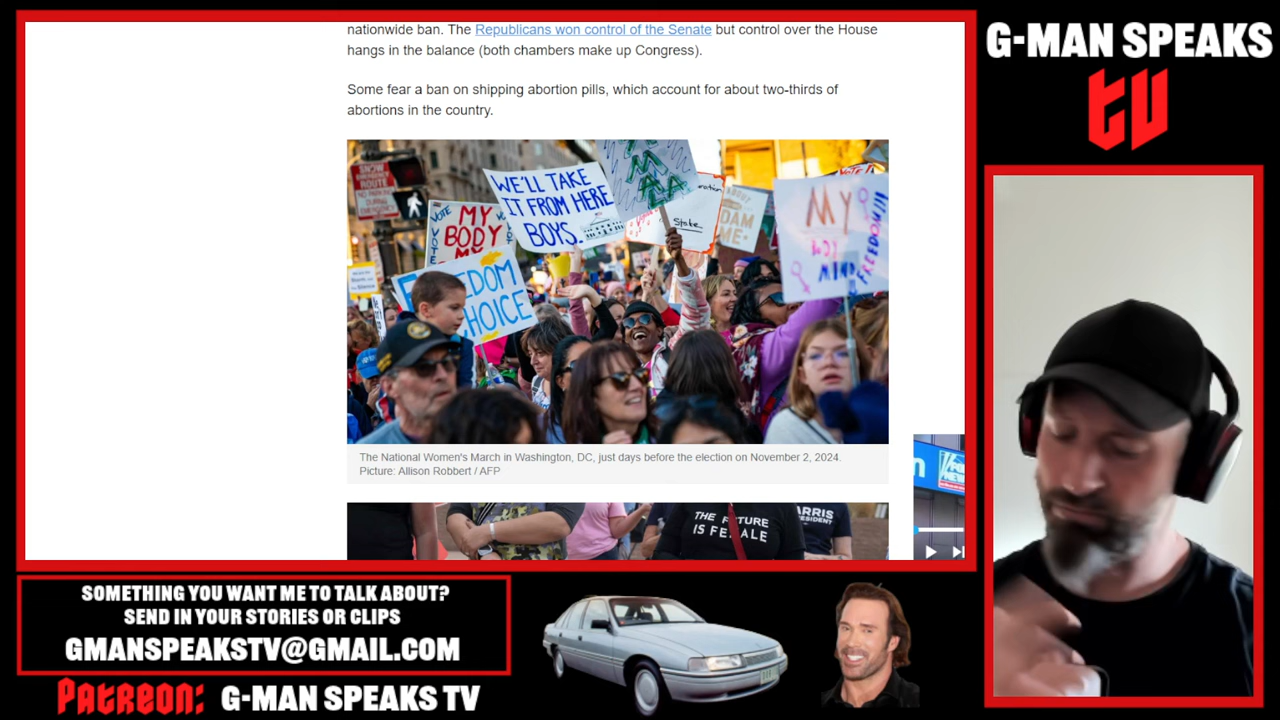 nationwide ban. The Republicans won control of the Senate but control over the House
hangs in the balance (both chambers make up Congress).
Some fear a ban on shipping abortion pills, which account for about two-thirds of
abortions in the country.
SNOW
EMERGENCY
ROUTE
VOTE
MY
BODY
MY
WE'LL TAKE
IT FROM HERE
BOYS.
MY
MIND
FREEDOM!!!
CHOICE
The National Women's March in Washington, DC, just days before the election on November 2, 2024.
Picture: Allison Robbert / AFP
THE
IS
G-MAN SPEAKS
TV
SOMETHING YOU WANT ME TO TALK ABOUT?
SEND IN YOUR STORIES OR CLIPS
GMANSPEAKSTV@GMAIL.COM
PATREON: G-MAN SPEAKS TV